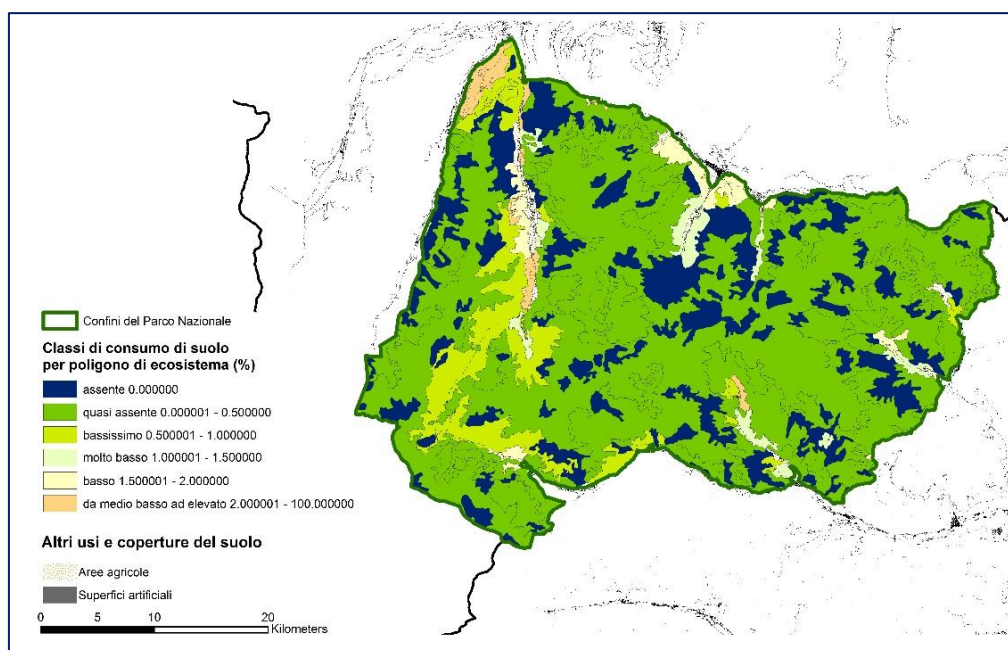 Confini del Parco Nazionale
Classi di consumo di suolo
per poligono di ecosistema (%)
assente 0.000000
quasi assente 0.000001 - 0.500000
bassissimo 0.500001 - 1.000000
molto basso 1.000001 - 1.500000
basso 1.500001 - 2.000000
da medio basso ad elevato 2.000001 - 100.000000
Altri usi e coperture del suolo
Aree agricole
Superfici artificiali
0 10 20
Kilometers